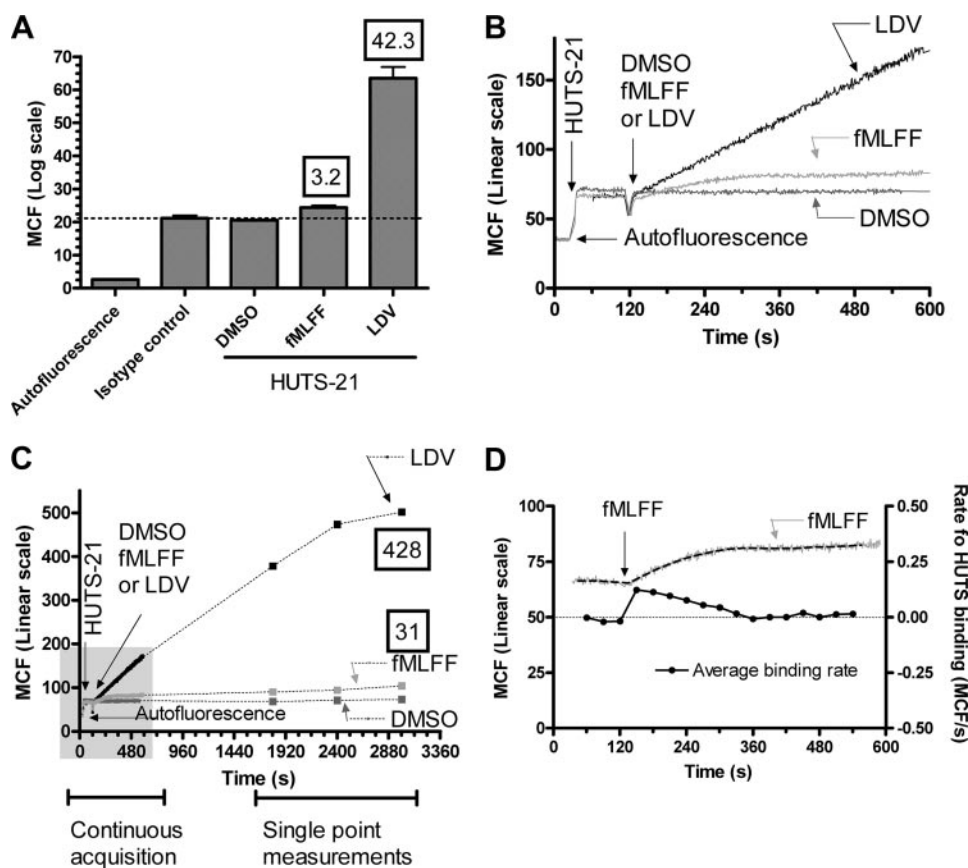 A
MCF (Log scale)
70
60
50
40
30
20
10
0
3.2
42.3
Autofluorescence
Isotype control
DMSO
fMLFF
LDV
HUTS-21
B
MCF (Linear scale)
150
100
50
0
HUTS-21
DMSO
fMLFF
or LDV
LDV
fMLFF
DMSO
Autofluorescence
0
120
240
360
480
600
Time (s)
C
MCF (Linear scale)
500
400
300
200
100
0
HUTS-21
DMSO
fMLFF
or LDV
LDV
428
31
fMLFF
DMSO
Autofluorescence
0
480
960
1440
1920
2400
2880
3360
Time (s)
Continuous
acquisition
Single point
measurements
D
MCF (Linear scale)
100
75
50
25
0
fMLFF
fMLFF
Average binding rate
0.50
0.25
0.00
-0.25
-0.50
Rate fo HUTS binding (MCF/s)
0
120
240
360
480
600
Time (s)